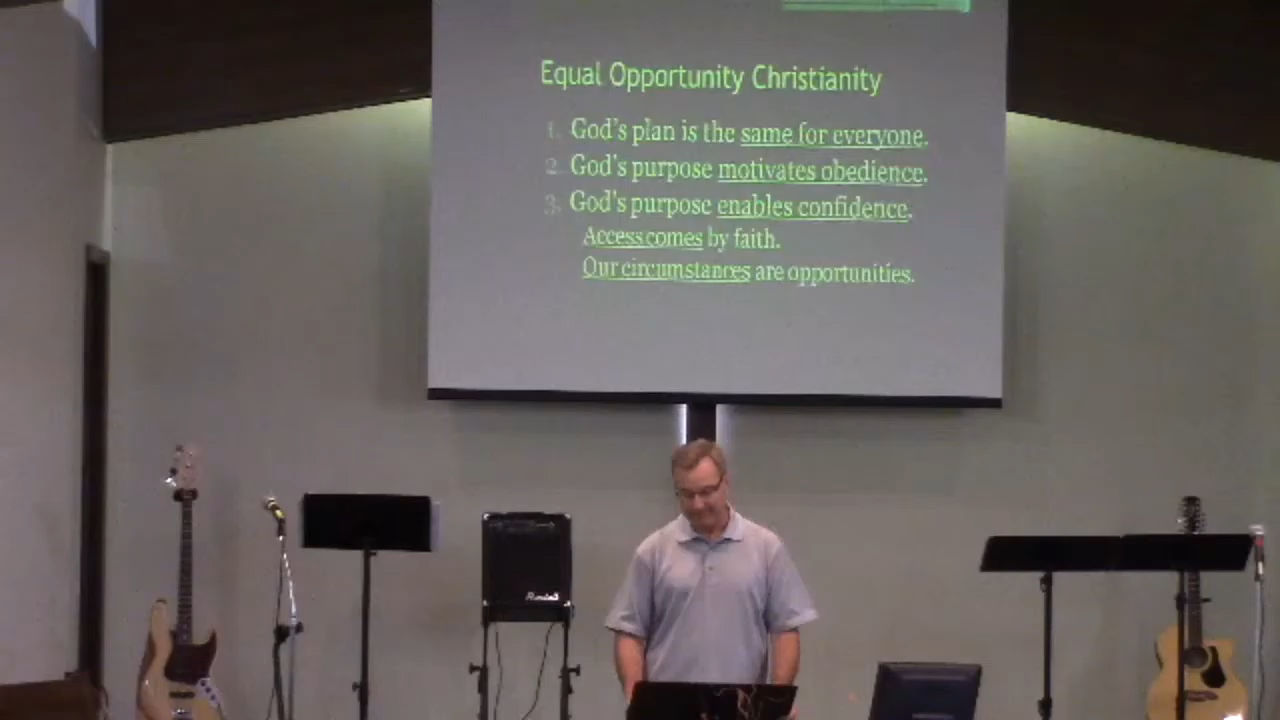 Equal Opportunity Christianity
1. God's plan is the same for everyone.
2. God's purpose motivates obedience.
3. God's purpose enables confidence.
Access comes by faith.
Our circumstances are opportunities.